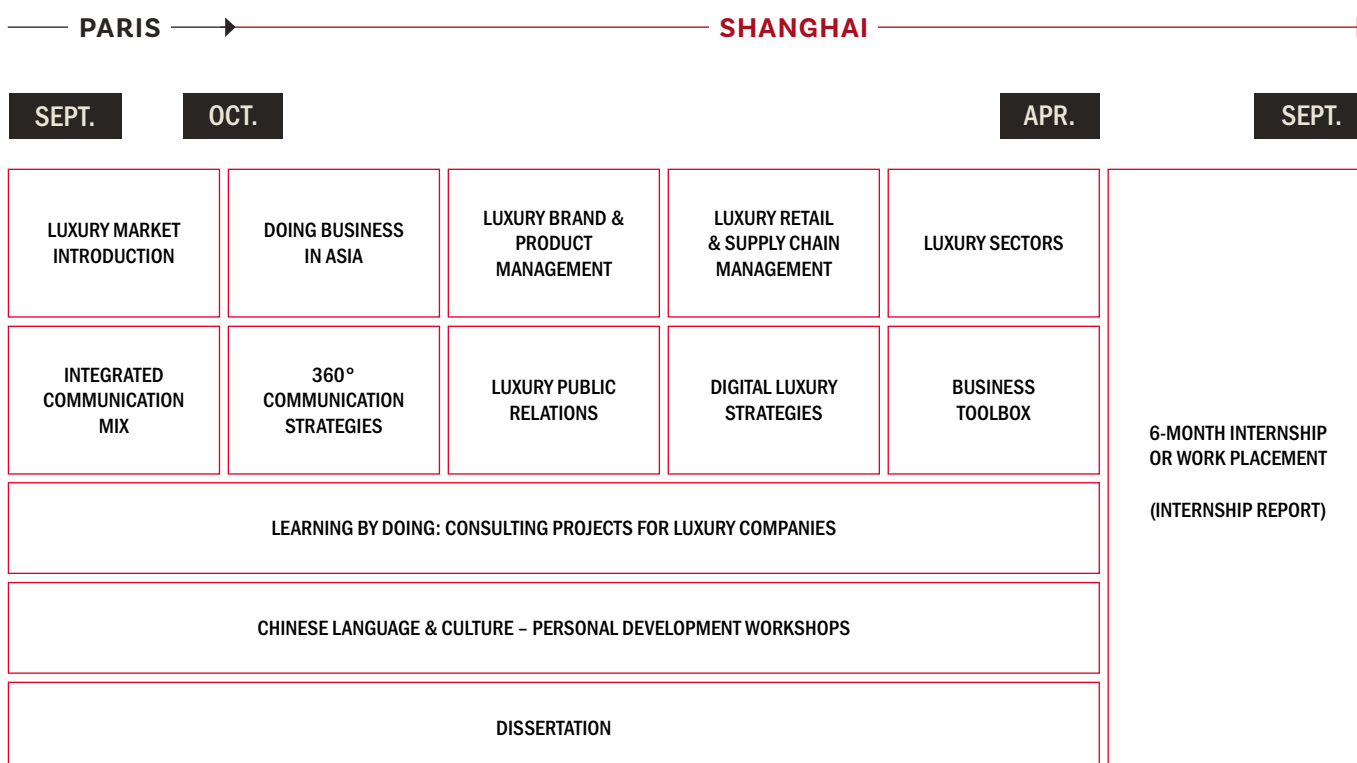 PARIS
SHANGHAI
SEPT.
OCT.
APR.
SEPT.
LUXURY MARKET
INTRODUCTION
DOING BUSINESS
IN ASIA
LUXURY BRAND &
PRODUCT
MANAGEMENT
LUXURY RETAIL
& SUPPLY CHAIN
MANAGEMENT
LUXURY SECTORS
INTEGRATED
COMMUNICATION
MIX
360°
COMMUNICATION
STRATEGIES
LUXURY PUBLIC
RELATIONS
DIGITAL LUXURY
STRATEGIES
BUSINESS
TOOLBOX
6-MONTH INTERNSHIP
OR WORK PLACEMENT
(INTERNSHIP REPORT)
LEARNING BY DOING: CONSULTING PROJECTS FOR LUXURY COMPANIES
CHINESE LANGUAGE & CULTURE – PERSONAL DEVELOPMENT WORKSHOPS
DISSERTATION